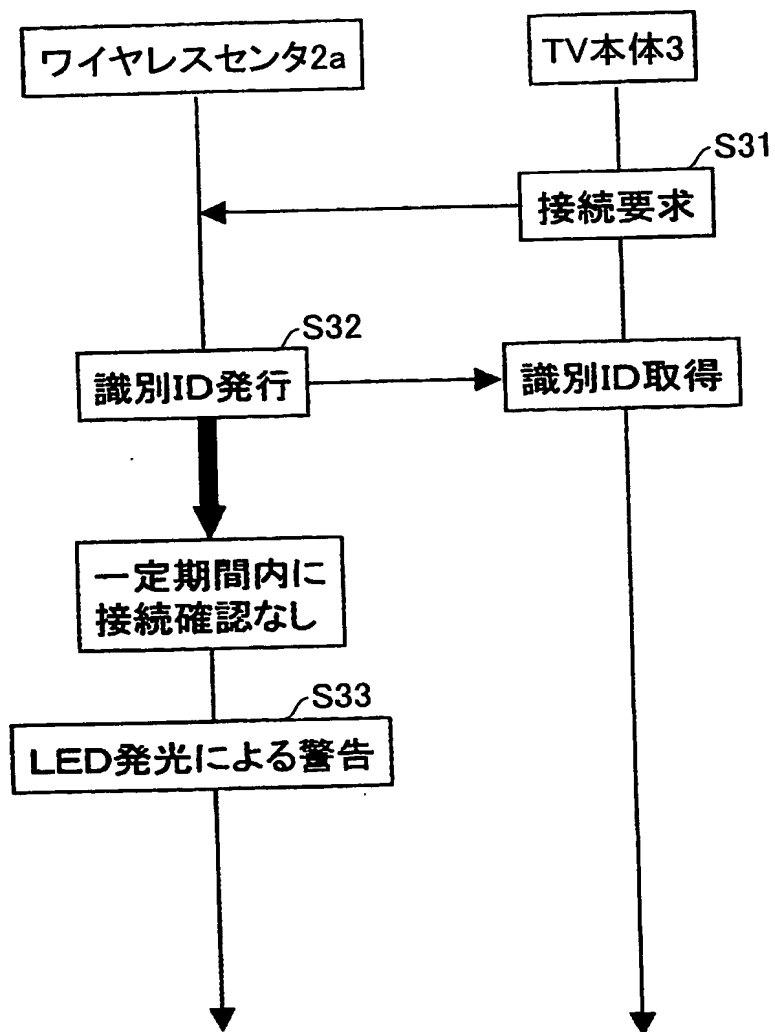 ワイヤレスセンタ2a
TV本体3
S31
接続要求
S32
識別ID発行
識別ID取得
一定期間内に
接続確認なし
S33
LED発光による警告